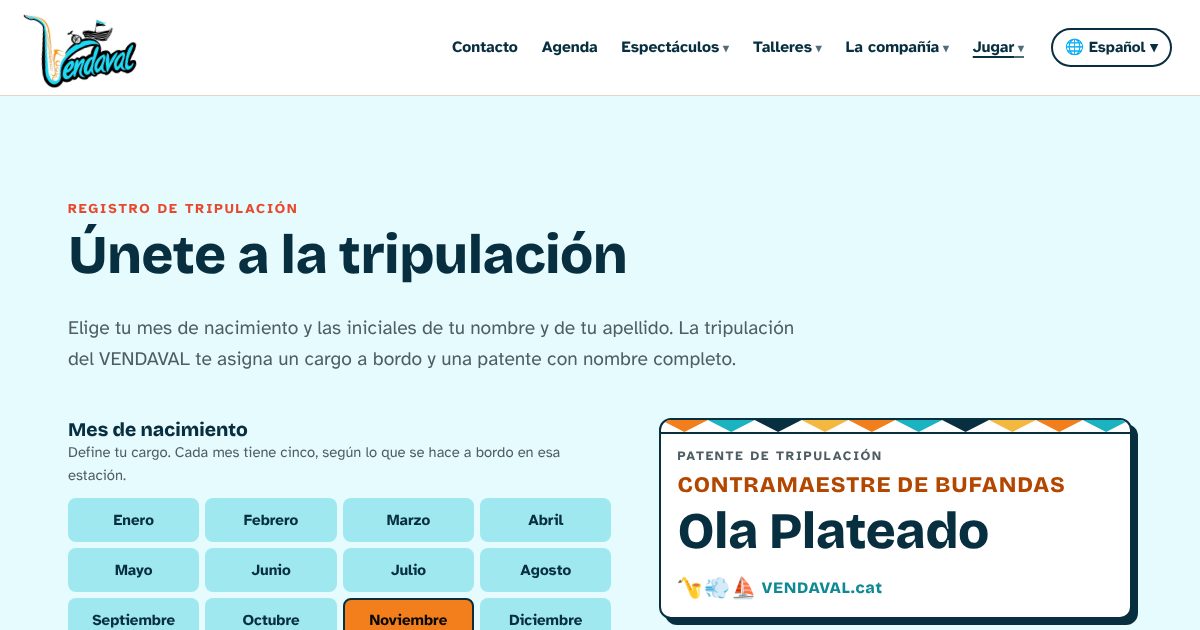 Vendaval
Contacto Agenda Espectáculos ▾ Talleres ▾ La compañía ▾ Jugar ▾ 🌐 Español ▾
REGISTRO DE TRIPULACIÓN
Únete a la tripulación
Elige tu mes de nacimiento y las iniciales de tu nombre y de tu apellido. La tripulación
del VENDAVAL te asigna un cargo a bordo y una patente con nombre completo.
Mes de nacimiento
Define tu cargo. Cada mes tiene cinco, según lo que se hace a bordo en esa
estación.
Enero Febrero Marzo Abril
Mayo Junio Julio Agosto
Septiembre Octubre Noviembre Diciembre
PATENTE DE TRIPULACIÓN
CONTRAMAESTRE DE BUFANDAS
Ola Plateado
🎷💨⛵ VENDAVAL.cat